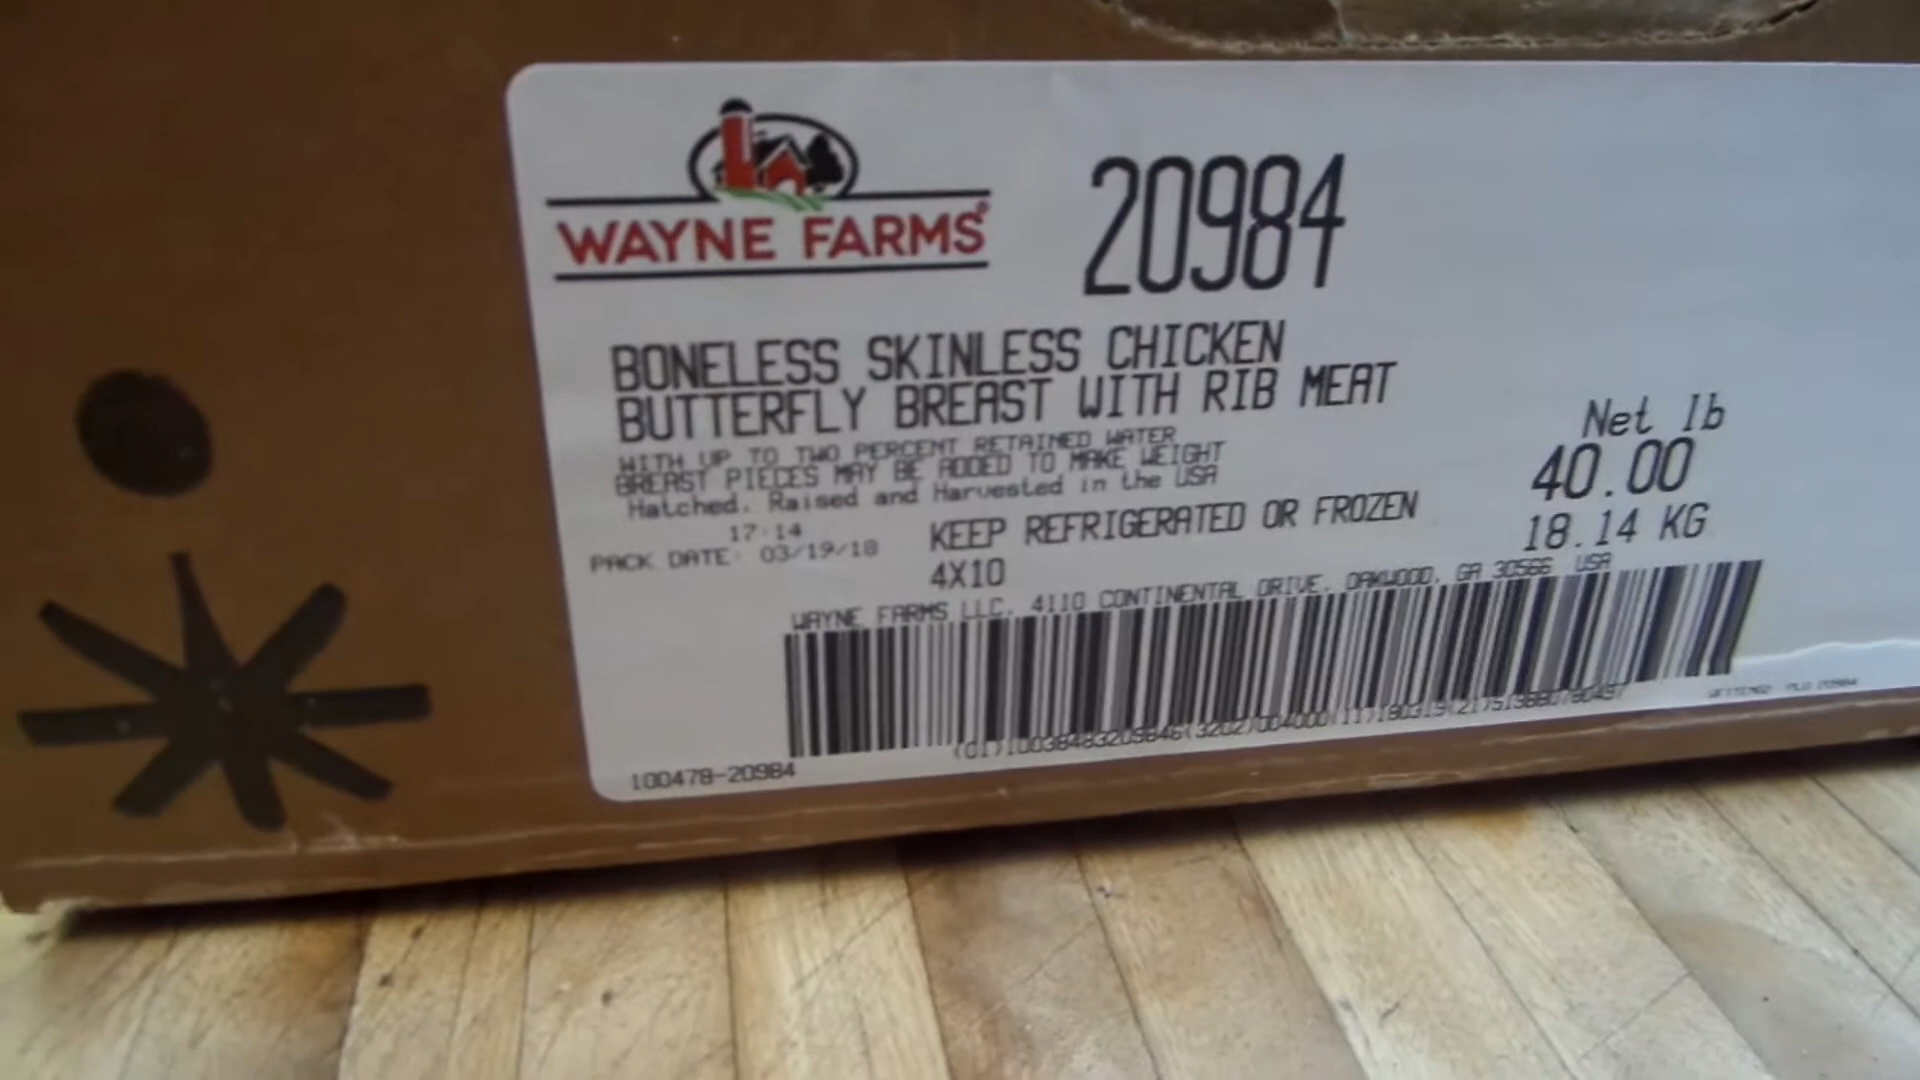 WAYNE FARMS®
20984
BONELESS SKINLESS CHICKEN
BUTTERFLY BREAST WITH RIB MEAT
WITH UP TO TWO PERCENT RETAINED WATER
BREAST PIECES MAY BE ADDED TO MAKE WEIGHT
Hatched, Raised and Harvested in the USA
17:14
PACK DATE: 03/19/18
KEEP REFRIGERATED OR FROZEN
4X10
Net lb
40.00
18.14 KG
WAYNE FARMS LLC, 4110 CONTINENTAL DRIVE, OAKWOOD, GA 30566 USA
100478-20984